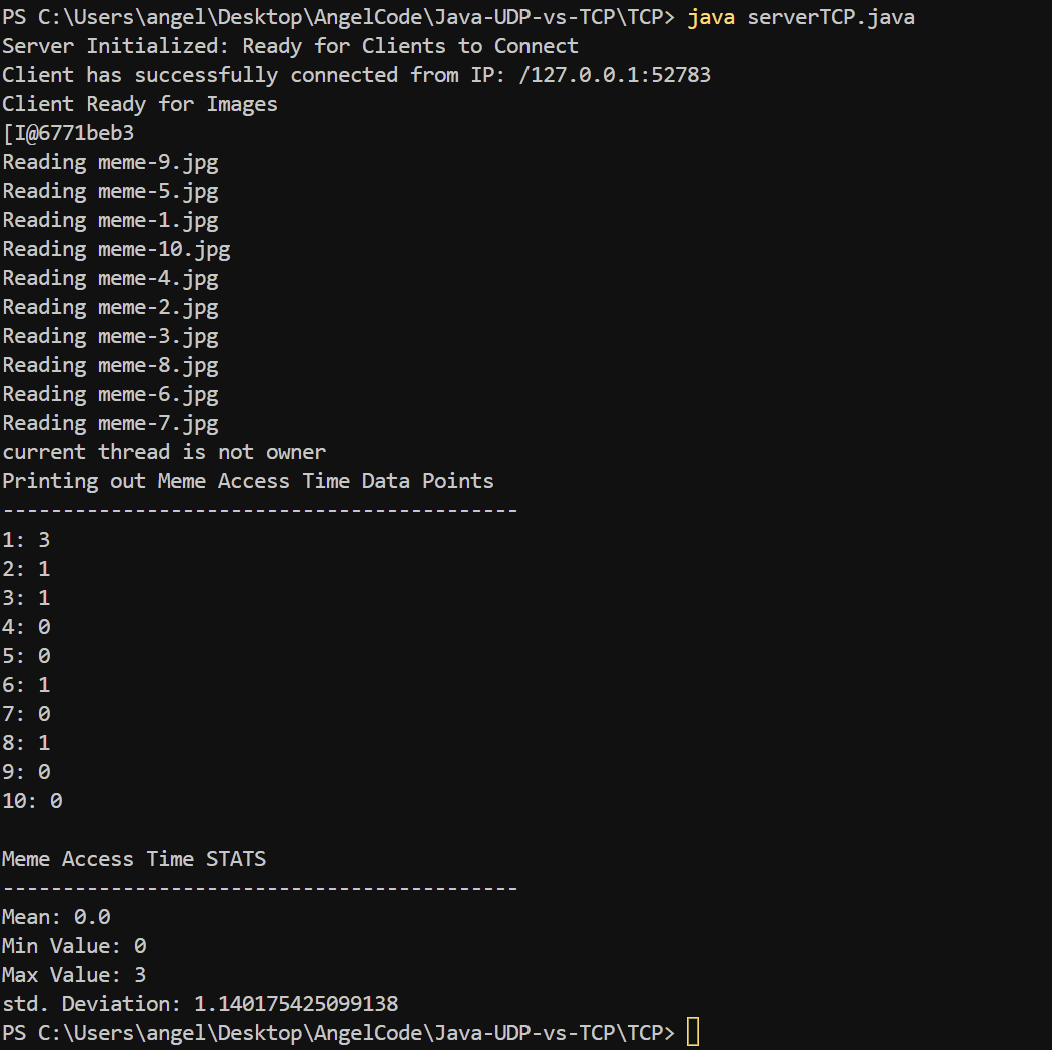 PS C:\Users\angel\Desktop\AngelCode\Java-UDP-vs-TCP\TCP> java serverTCP.java
Server Initialized: Ready for Clients to Connect
Client has successfully connected from IP: /127.0.0.1:52783
Client Ready for Images
[I@6771beb3
Reading meme-9.jpg
Reading meme-5.jpg
Reading meme-1.jpg
Reading meme-10.jpg
Reading meme-4.jpg
Reading meme-2.jpg
Reading meme-3.jpg
Reading meme-8.jpg
Reading meme-6.jpg
Reading meme-7.jpg
current thread is not owner
Printing out Meme Access Time Data Points
-------------------------------------------
1: 3
2: 1
3: 1
4: 0
5: 0
6: 1
7: 0
8: 1
9: 0
10: 0
Meme Access Time STATS
-------------------------------------------
Mean: 0.0
Min Value: 0
Max Value: 3
std. Deviation: 1.140175425099138
PS C:\Users\angel\Desktop\AngelCode\Java-UDP-vs-TCP\TCP>